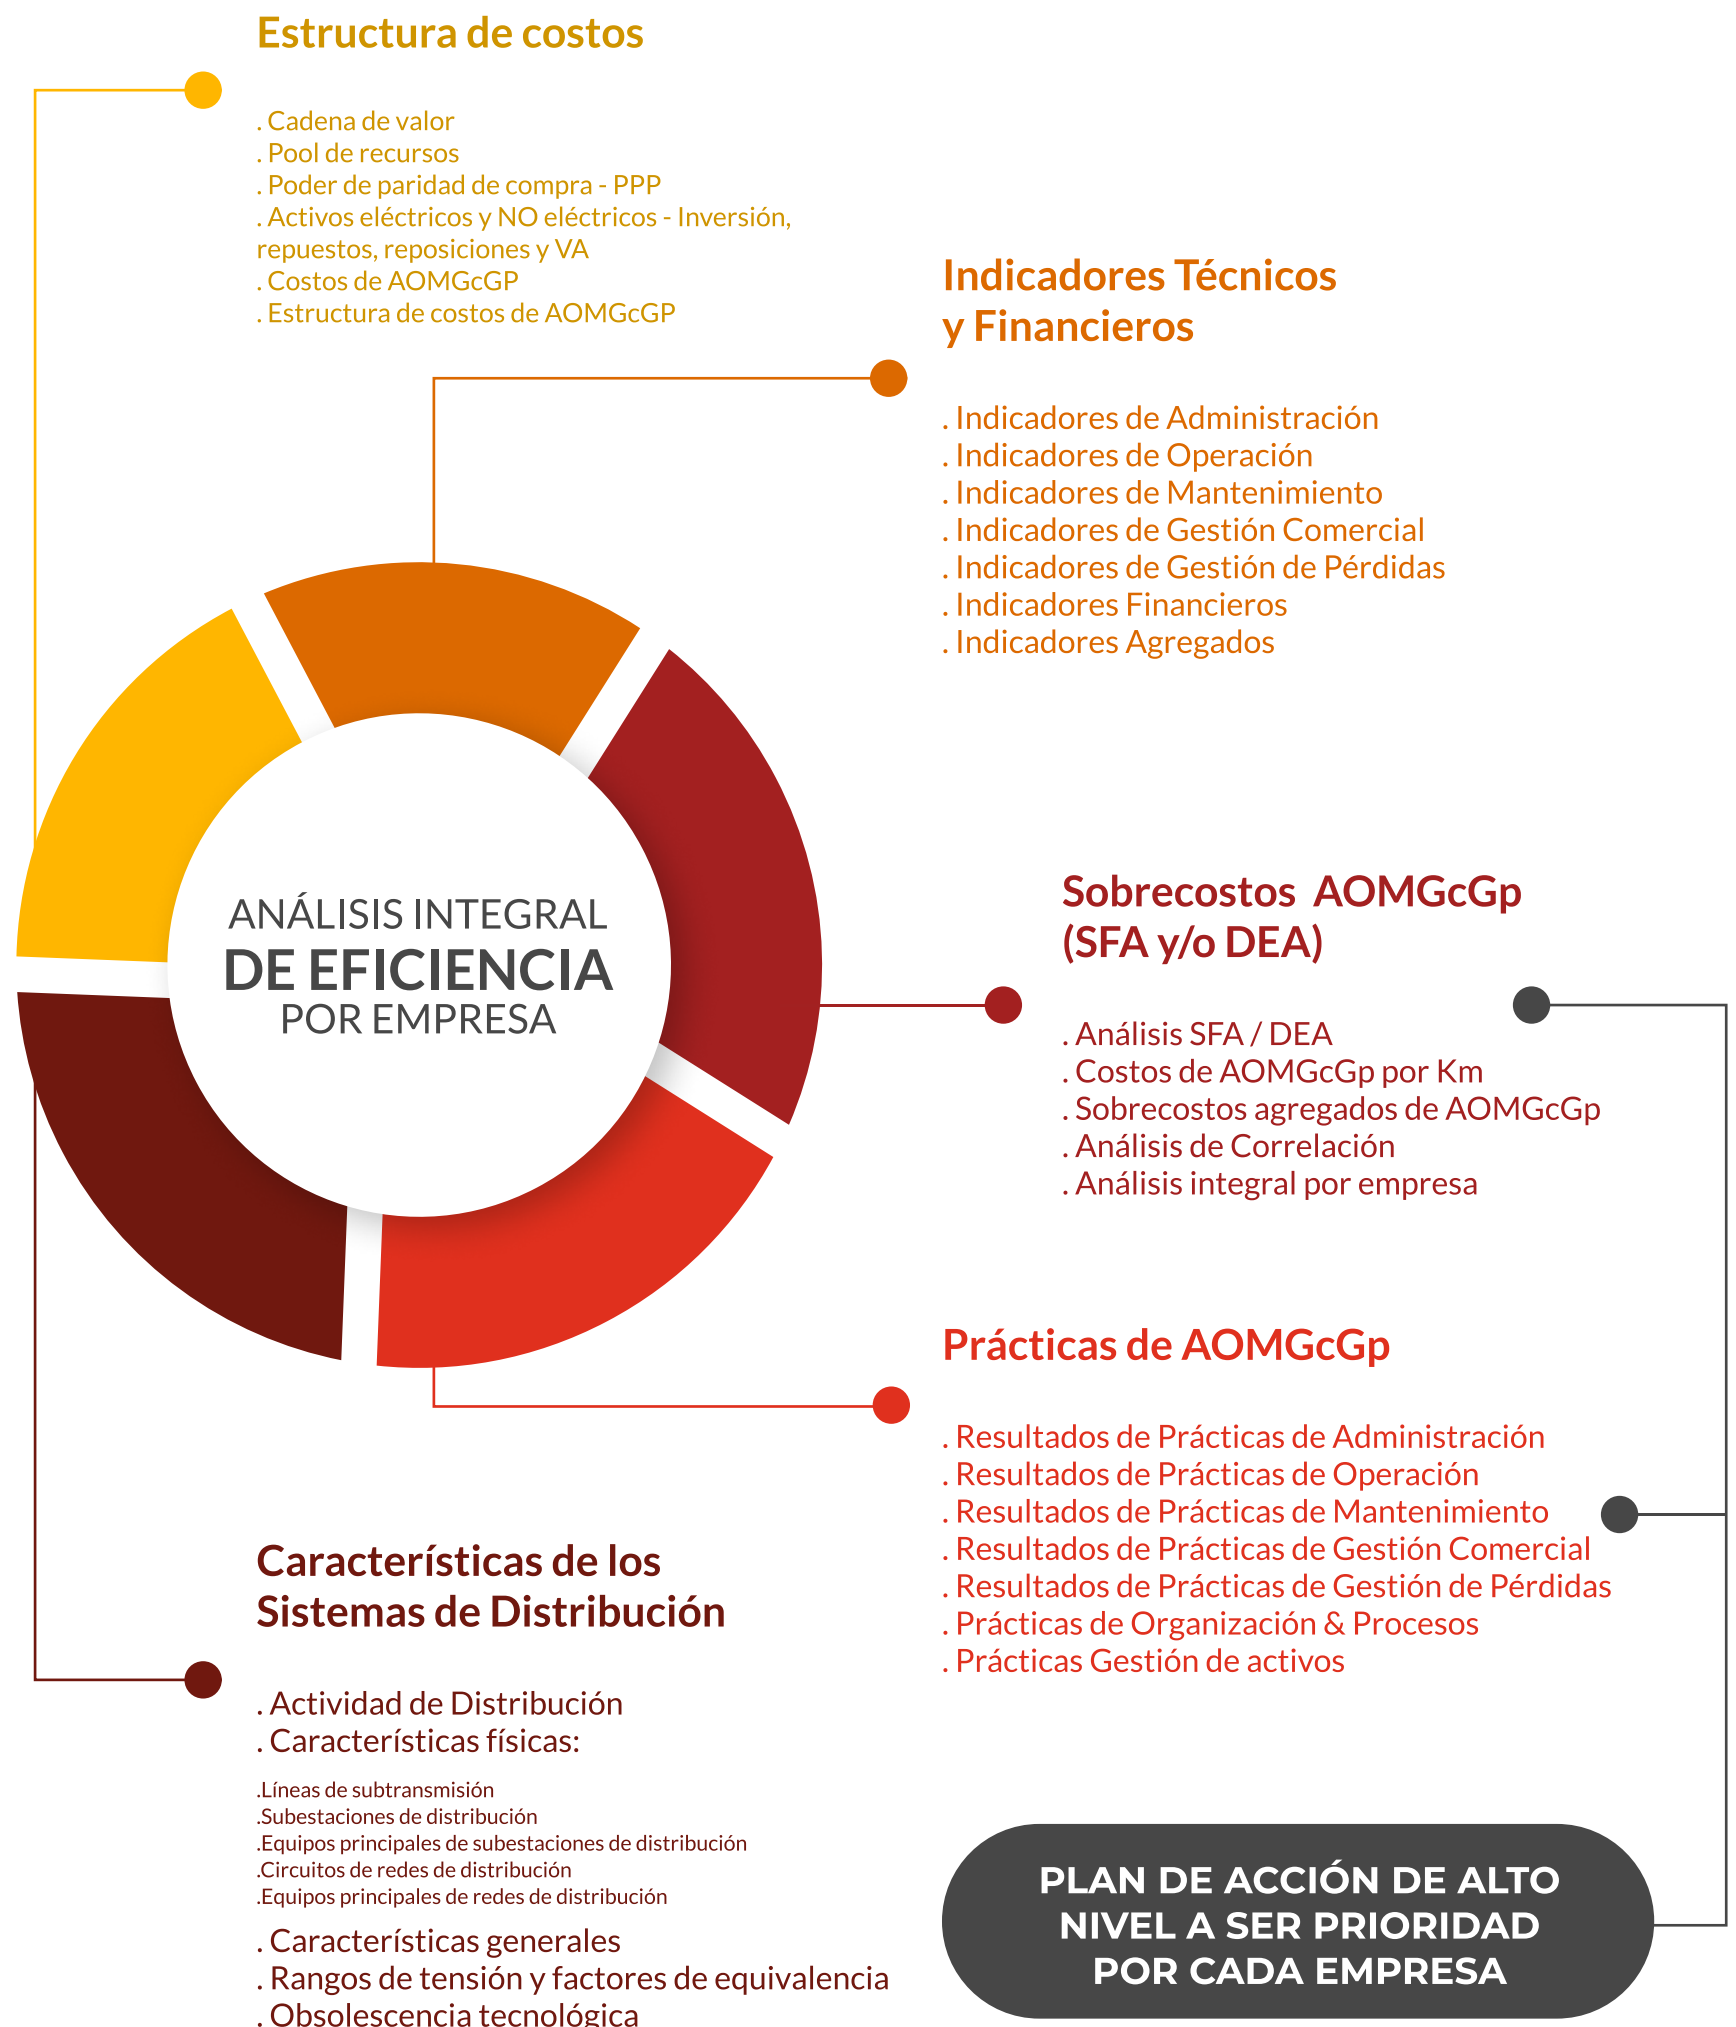 Estructura de costos
. Cadena de valor
. Pool de recursos
. Poder de paridad de compra - PPP
. Activos eléctricos y NO eléctricos - Inversión,
repuestos, reposiciones y VA
. Costos de AOMGcGP
. Estructura de costos de AOMGcGP
Indicadores Técnicos
y Financieros
. Indicadores de Administración
. Indicadores de Operación
. Indicadores de Mantenimiento
. Indicadores de Gestión Comercial
. Indicadores de Gestión de Pérdidas
. Indicadores Financieros
. Indicadores Agregados
ANÁLISIS INTEGRAL
DE EFICIENCIA
POR EMPRESA
Sobrecostos AOMGcGp
(SFA y/o DEA)
. Análisis SFA / DEA
. Costos de AOMGcGp por Km
. Sobrecostos agregados de AOMGcGp
. Análisis de Correlación
. Análisis integral por empresa
Prácticas de AOMGcGp
. Resultados de Prácticas de Administración
. Resultados de Prácticas de Operación
. Resultados de Prácticas de Mantenimiento
. Resultados de Prácticas de Gestión Comercial
. Resultados de Prácticas de Gestión de Pérdidas
. Prácticas de Organización & Procesos
. Prácticas Gestión de activos
Características de los
Sistemas de Distribución
. Actividad de Distribución
. Características físicas:
.Líneas de subtransmisión
.Subestaciones de distribución
.Equipos principales de subestaciones de distribución
.Circuitos de redes de distribución
.Equipos principales de redes de distribución
. Características generales
. Rangos de tensión y factores de equivalencia
. Obsolescencia tecnológica
PLAN DE ACCIÓN DE ALTO
NIVEL A SER PRIORIDAD
POR CADA EMPRESA